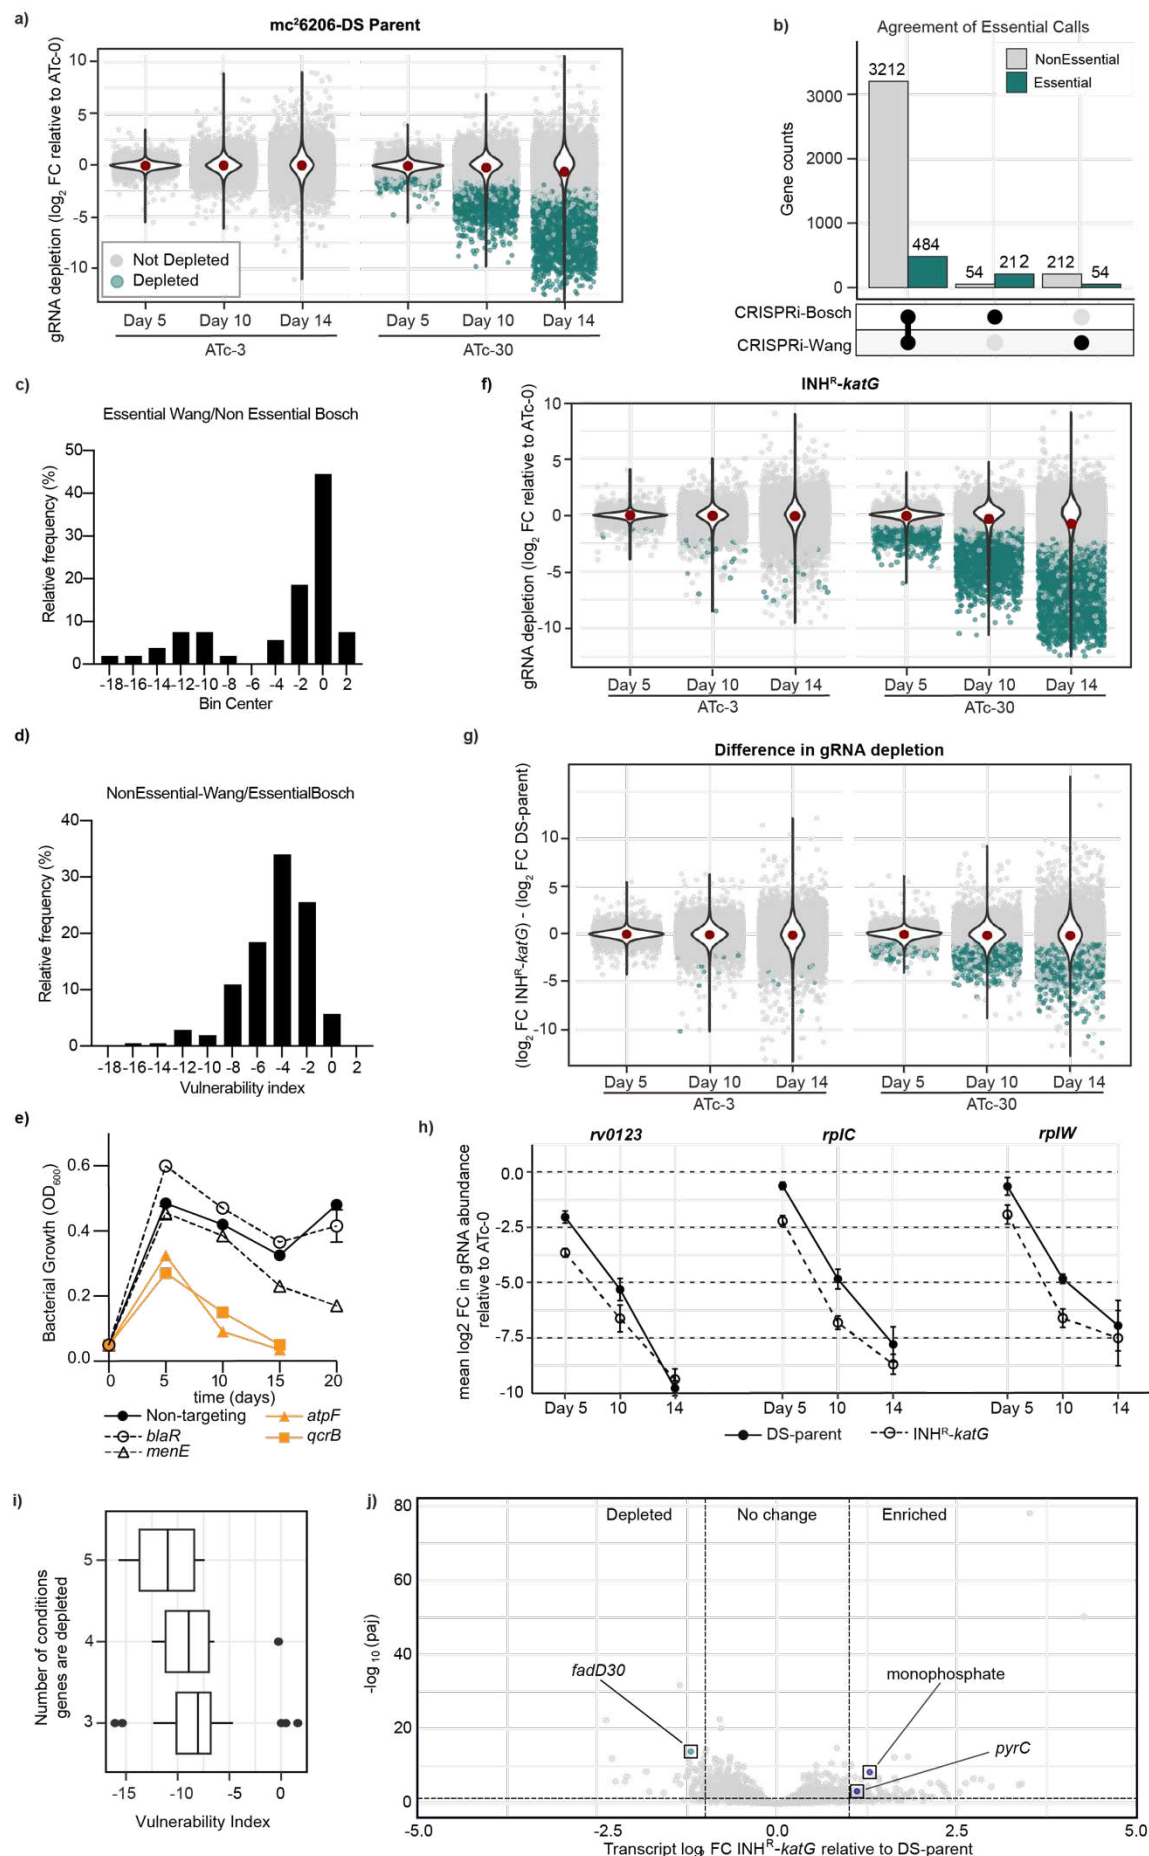 a)
mc²6206-DS Parent
gRNA depletion (log₂ FC relative to ATc-0)
10
5
0
-5
-10
Not Depleted
Depleted
Day 5
Day 10
Day 14
Day 5
Day 10
Day 14
ATc-3
ATc-30
b)
Agreement of Essential Calls
NonEssential
Essential
Gene counts
3000
2000
1000
0
3212
484
54
212
212
54
CRISPRi-Bosch
CRISPRi-Wang
c)
Essential Wang/Non Essential Bosch
Relative frequency (%)
50
40
30
20
10
0
-18 -16 -14 -12 -10 -8 -6 -4 -2 0 2
Bin Center
f)
INHᴿ-katG
gRNA depletion (log₂ FC relative to ATc-0)
10
5
0
-5
-10
Day 5
Day 10
Day 14
Day 5
Day 10
Day 14
ATc-3
ATc-30
d)
NonEssential-Wang/EssentialBosch
Relative frequency (%)
40
30
20
10
0
-18 -16 -14 -12 -10 -8 -6 -4 -2 0 2
Vulnerability index
g)
Difference in gRNA depletion
(log₂ FC INHᴿ-katG) - (log₂ FC DS-parent)
10
5
0
-5
-10
Day 5
Day 10
Day 14
Day 5
Day 10
Day 14
ATc-3
ATc-30
e)
Bacterial Growth (OD₆₀₀)
0.6
0.4
0.2
0.0
0 5 10 15 20
time (days)
Non-targeting
blaR
menE
atpF
qcrB
h)
rv0123
rplC
rplW
mean log2 FC in gRNA abundance
relative to ATc-0
0.0
-2.5
-5.0
-7.5
-10
Day 5 10 14
Day 5 10 14
Day 5 10 14
DS-parent
INHᴿ-katG
i)
Number of conditions
genes are depleted
5
4
3
-15 -10 -5 0
Vulnerability Index
j)
-log ₁₀ (paj)
80
60
40
20
0
Depleted
No change
Enriched
fadD30
monophosphate
pyrC
-5.0 -2.5 0.0 2.5 5.0
Transcript log₂ FC INHᴿ-katG relative to DS-parent